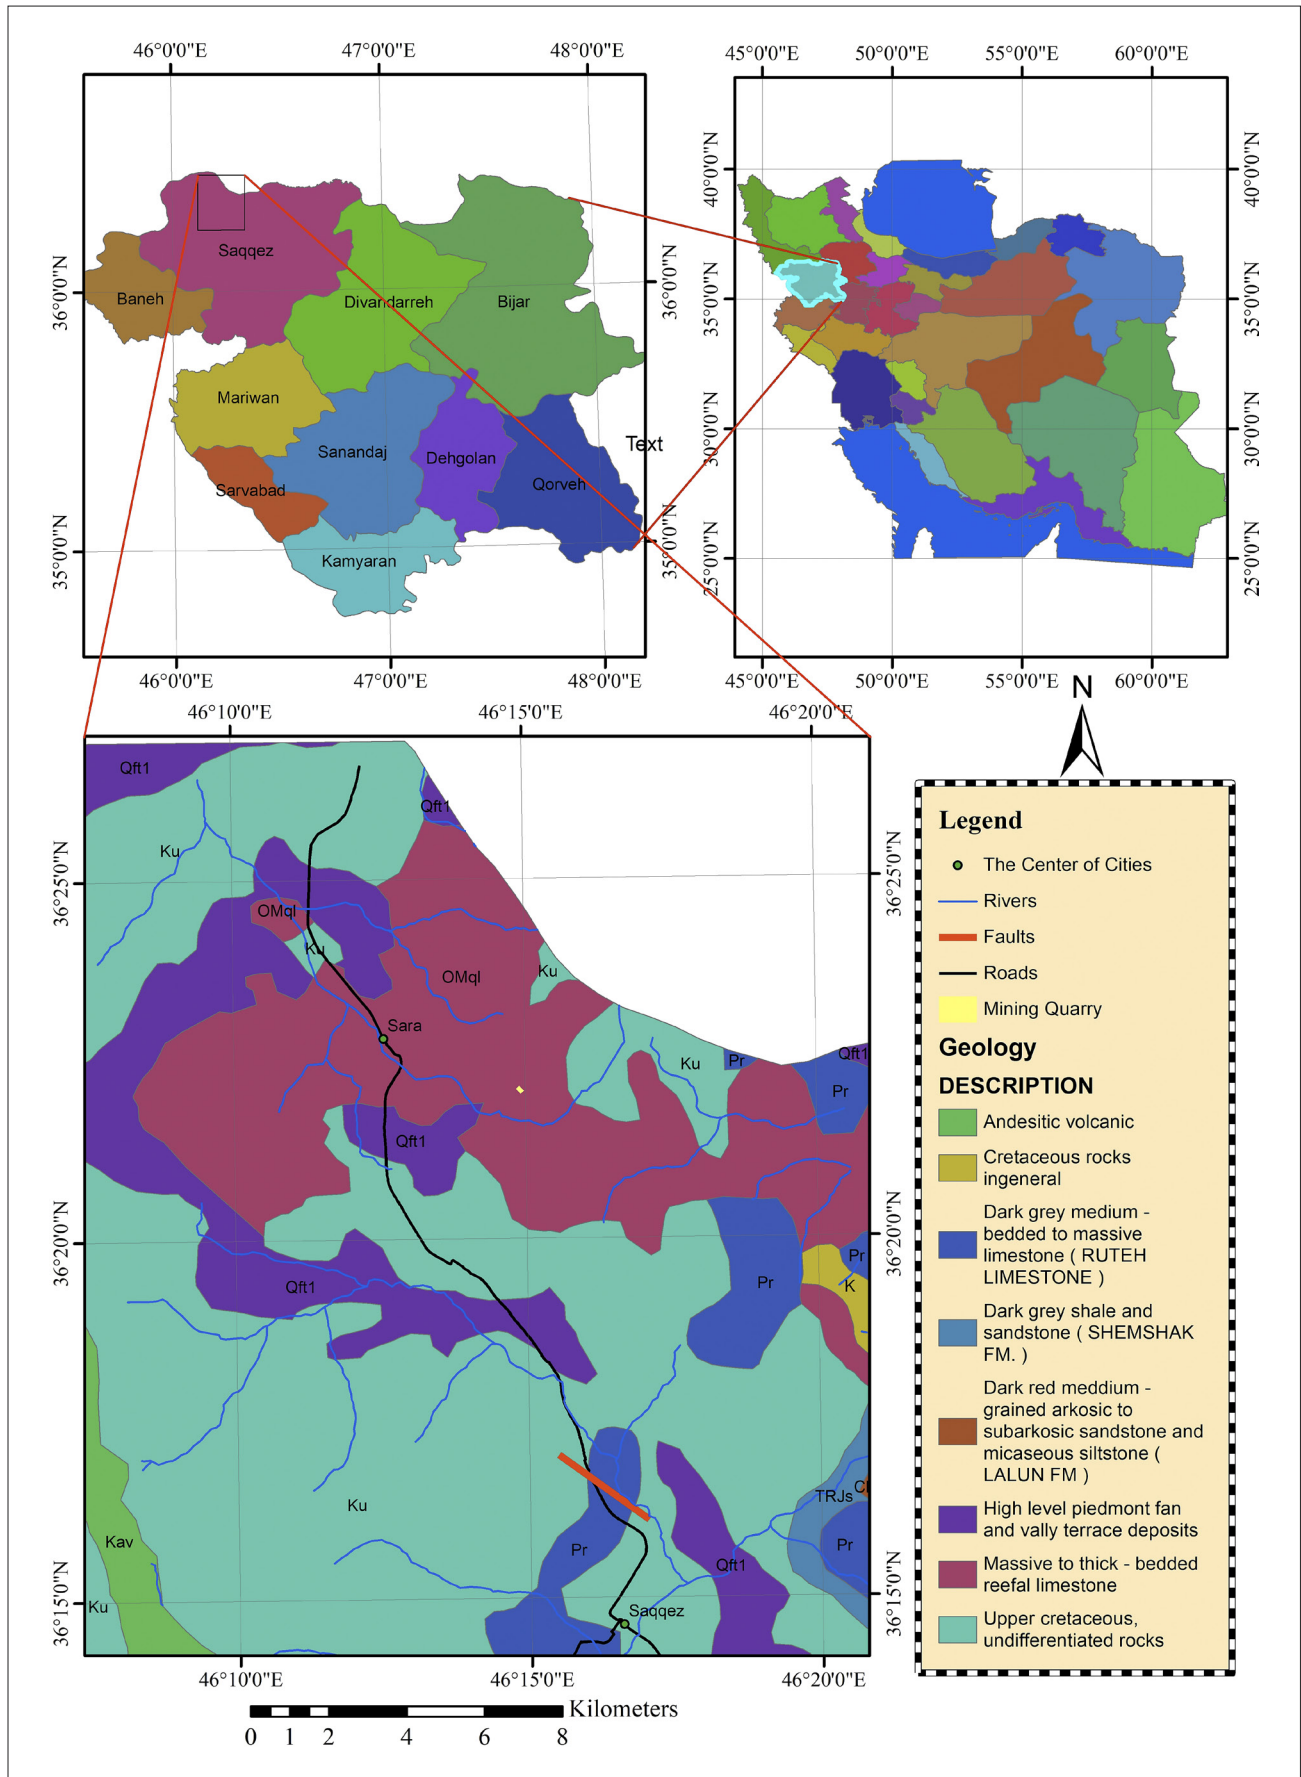 46°0'0"E
47°0'0"E
48°0'0"E
45°0'0"E
50°0'0"E
55°0'0"E
60°0'0"E
36°0'0"N
35°0'0"N
36°0'0"N
35°0'0"N
40°0'0"N
35°0'0"N
30°0'0"N
25°0'0"N
40°0'0"N
35°0'0"N
30°0'0"N
25°0'0"N
Saqqez
Baneh
Divandarreh
Bijar
Mariwan
Sanandaj
Dehgolan
Text
Sarvabad
Qorveh
Kamyaran
46°0'0"E
47°0'0"E
48°0'0"E
45°0'0"E
50°0'0"E
55°0'0"E
60°0'0"E
N
46°10'0"E
46°15'0"E
46°20'0"E
36°25'0"N
36°20'0"N
36°15'0"N
36°25'0"N
36°20'0"N
36°15'0"N
Qft1
Qft1
Ku
OMql
Ku
OMql
Ku
Sara
Ku
Pr
Qft1
Pr
Qft1
Pr
Qft1
Pr
K
Ku
TRJs
Kav
Pr
Qft1
Pr
Ku
Saqqez
46°10'0"E
46°15'0"E
46°20'0"E
Kilometers
0 1 2 4 6 8
Legend
The Center of Cities
Rivers
Faults
Roads
Mining Quarry
Geology
DESCRIPTION
Andesitic volcanic
Cretaceous rocks
ingeneral
Dark grey medium -
bedded to massive
limestone ( RUTEH
LIMESTONE )
Dark grey shale and
sandstone ( SHEMSHAK
FM. )
Dark red meddium -
grained arkosic to
subarkosic sandstone and
micaseous siltstone (
LALUN FM )
High level piedmont fan
and vally terrace deposits
Massive to thick - bedded
reefal limestone
Upper cretaceous,
undifferentiated rocks